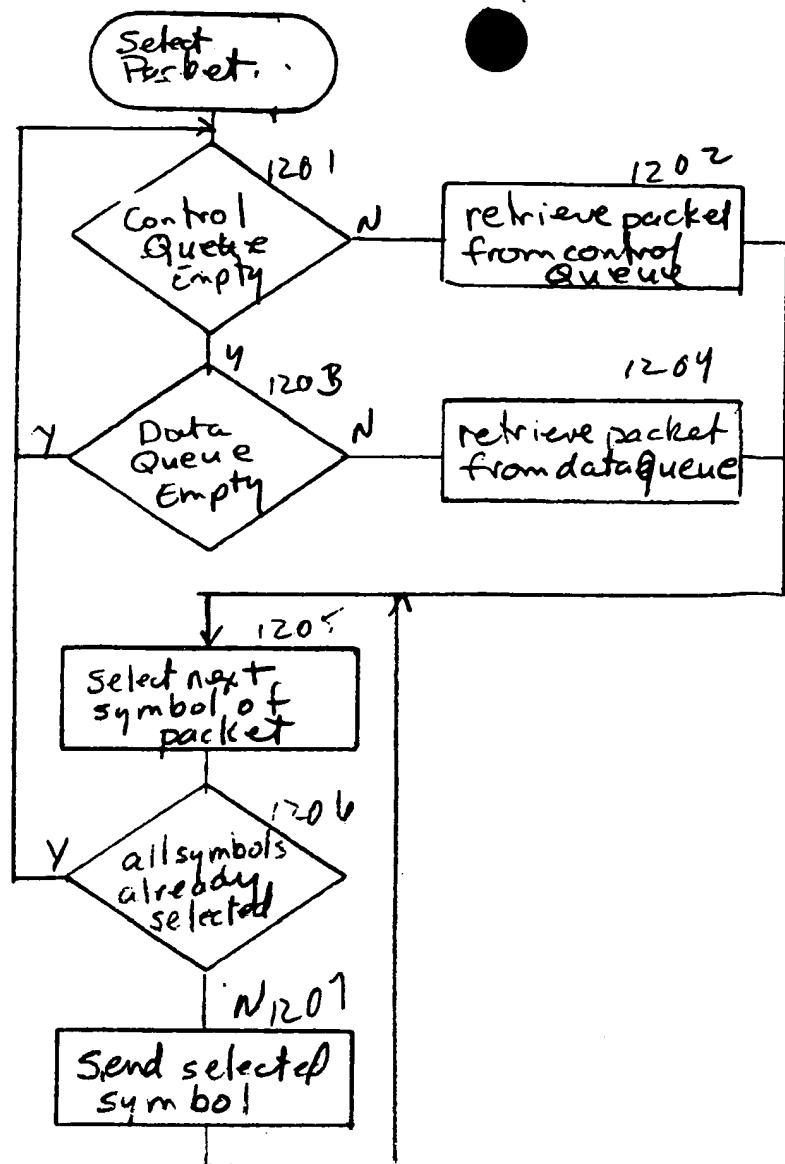 Select
Packet.
1201
Control
Queue
Empty
N
1202
retrieve packet
from control
Queue
Y
1203
Data
Queue
Empty
Y
N
1204
retrieve packet
from data Queue
1205
select next
symbol of
packet
1206
all symbols
already
selected
Y
N 1207
Send selected
symbol